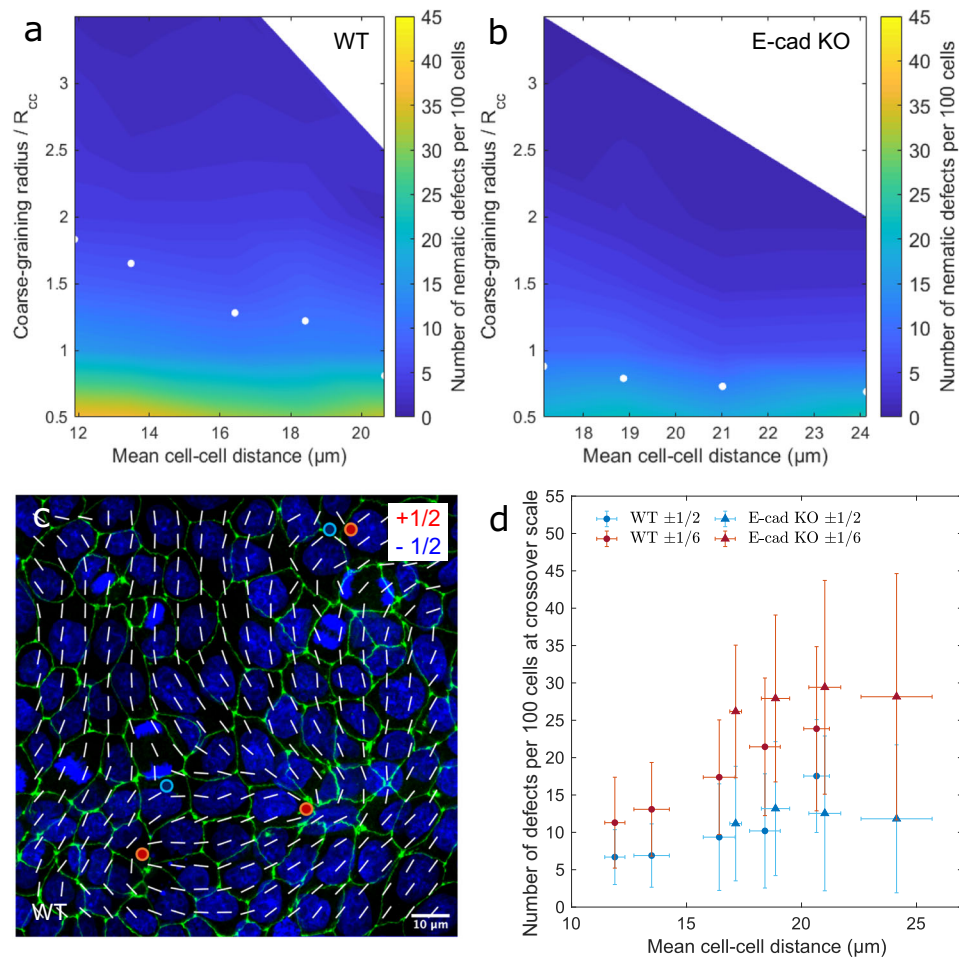 a
WT
Coarse-graining radius / R_cc
3
2.5
2
1.5
1
0.5
12 14 16 18 20
Mean cell-cell distance (μm)
45
40
35
30
25
20
15
10
5
0
Number of nematic defects per 100 cells
b
E-cad KO
Coarse-graining radius / R_cc
3
2.5
2
1.5
1
0.5
18 19 20 21 22 23 24
Mean cell-cell distance (μm)
45
40
35
30
25
20
15
10
5
0
Number of nematic defects per 100 cells
C
+1/2
- 1/2
WT
10 μm
d
Number of defects per 100 cells at crossover scale
55
50
45
40
35
30
25
20
15
10
5
0
WT ±1/2 E-cad KO ±1/2
WT ±1/6 E-cad KO ±1/6
10 15 20 25
Mean cell-cell distance (μm)